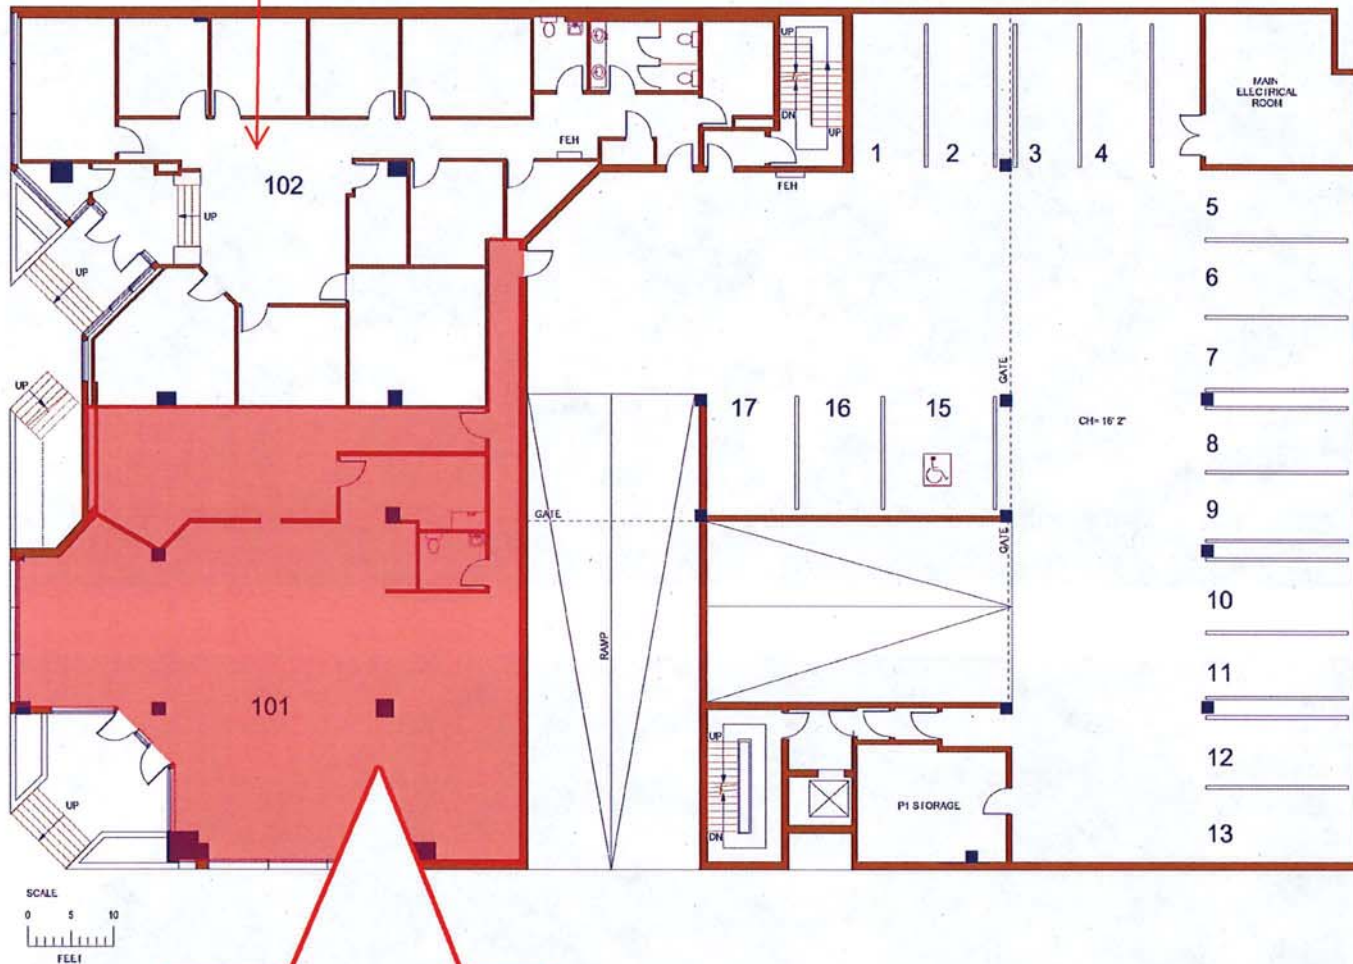 UP
DN
UP
MAIN
ELECTRICAL
ROOM
FEH
1
2
3
4
FEH
102
5
UP
6
UP
7
GATE
UP
17
16
15
CH= 16' 2"
8
GATE
9
GATE
10
RAMP
11
101
UP
12
UP
P1 STORAGE
DN
13
SCALE
0 5 10
FEET